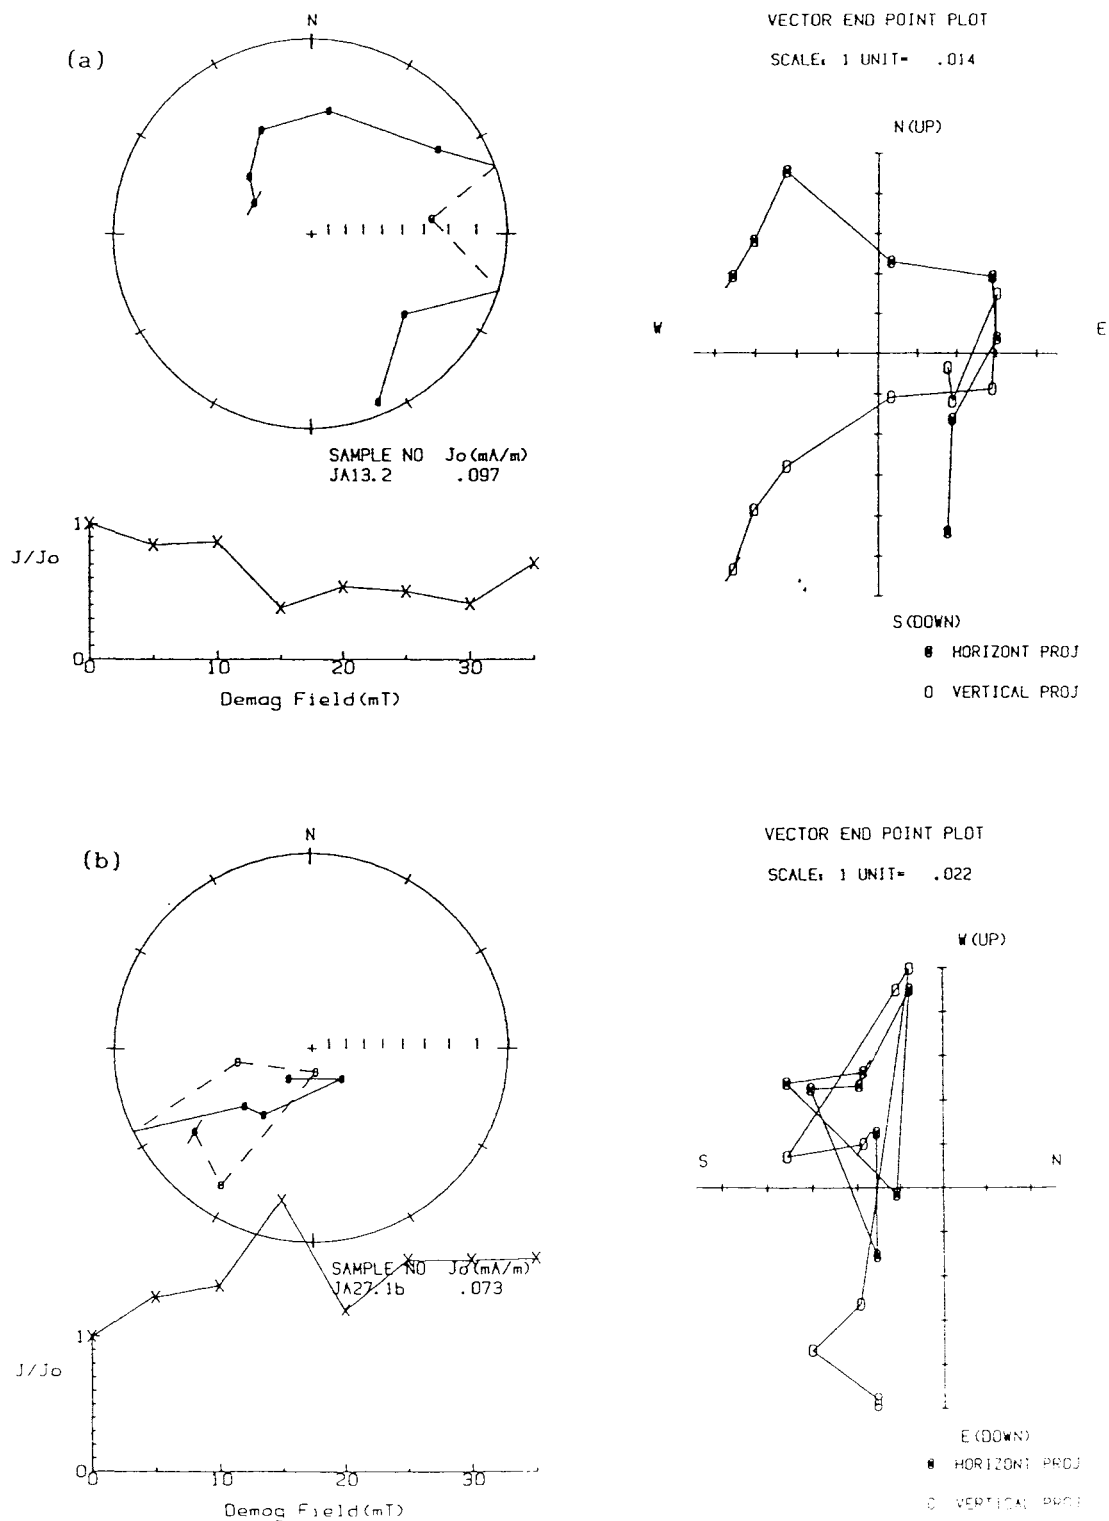 (a)
N
VECTOR END POINT PLOT
SCALE: 1 UNIT= .014
N(UP)
W
E
S(DOWN)
HORIZONT PROJ
O VERTICAL PROJ
SAMPLE NO Jo(mA/m)
JA13.2 .097
1
J/Jo
0
0 10 20 30
Demag Field(mT)
(b)
N
VECTOR END POINT PLOT
SCALE: 1 UNIT= .022
W(UP)
S
N
E(DOWN)
HORIZONT PROJ
O VERTICAL PROJ
SAMPLE NO Jo(mA/m)
JA27.1b .073
1
J/Jo
0
0 10 20 30
Demag Field(mT)